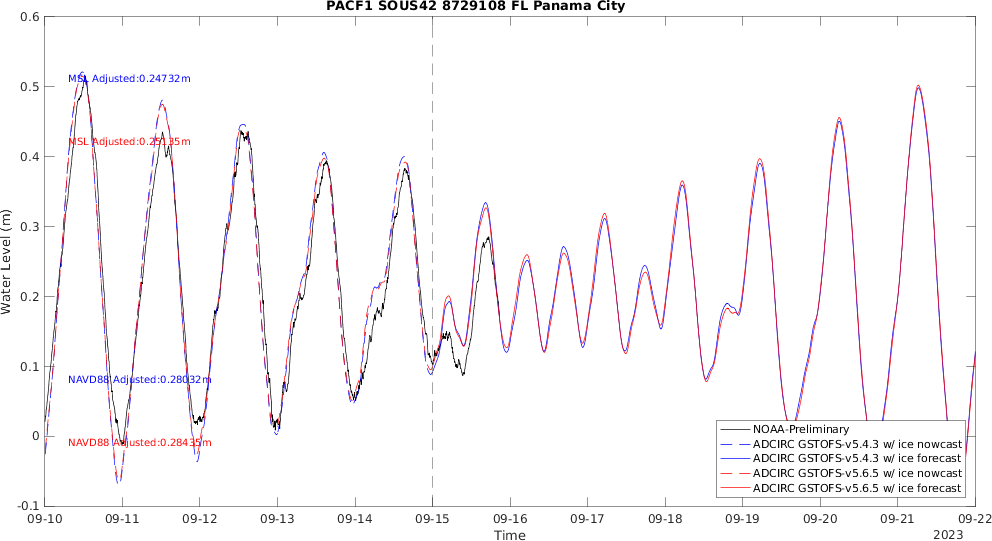 PACF1 SOUS42 8729108 FL Panama City
Water Level (m)
0.6
0.5
0.4
0.3
0.2
0.1
0
-0.1
MSL Adjusted:0.24732m
MSL Adjusted:0.25135m
NAVD88 Adjusted:0.28032m
NAVD88 Adjusted:0.28435m
NOAA-Preliminary
ADCIRC GSTOFS-v5.4.3 w/ ice nowcast
ADCIRC GSTOFS-v5.4.3 w/ ice forecast
ADCIRC GSTOFS-v5.6.5 w/ ice nowcast
ADCIRC GSTOFS-v5.6.5 w/ ice forecast
09-10 09-11 09-12 09-13 09-14 09-15 09-16 09-17 09-18 09-19 09-20 09-21 09-22
Time
2023